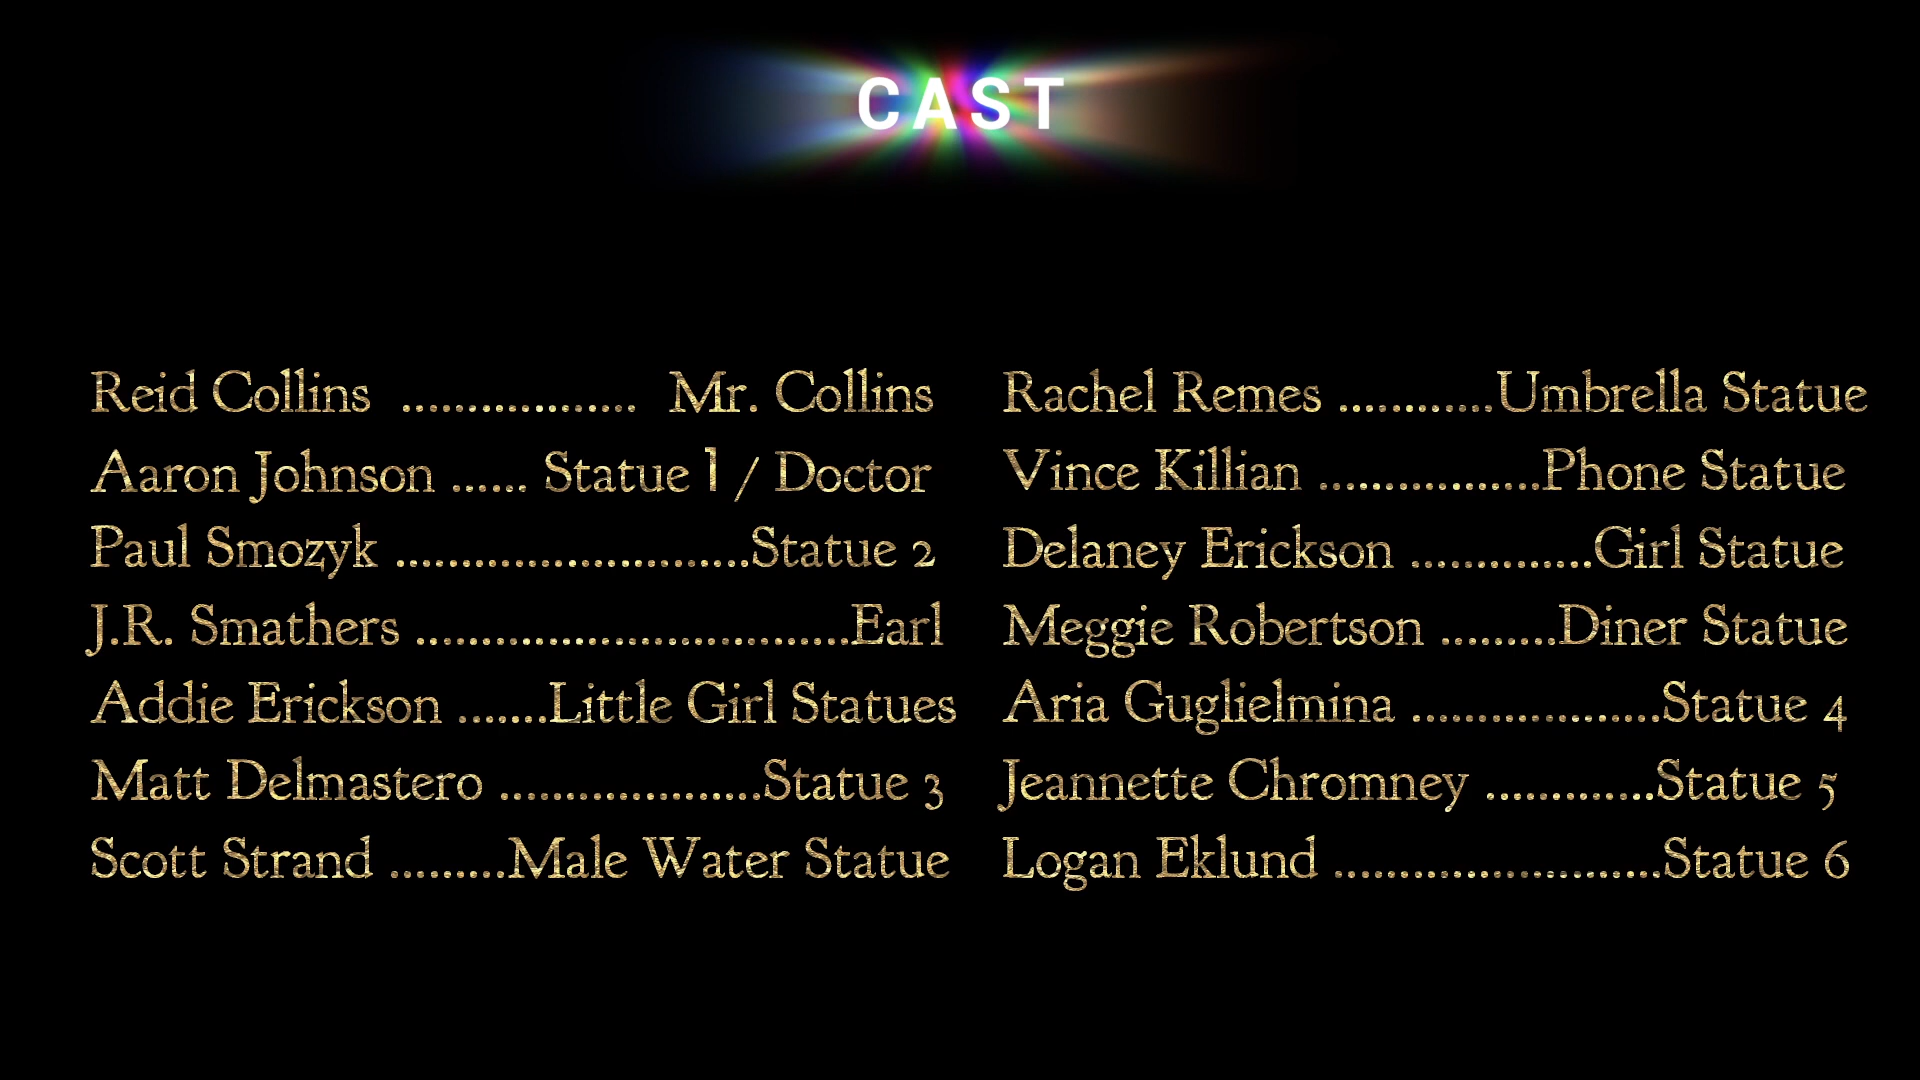 CAST
Reid Collins .................. Mr. Collins
Aaron Johnson ...... Statue 1 / Doctor
Paul Smozyk ...........................Statue 2
J.R. Smathers .................................Earl
Addie Erickson .......Little Girl Statues
Matt Delmastero ....................Statue 3
Scott Strand .........Male Water Statue
Rachel Remes ............Umbrella Statue
Vince Killian .................Phone Statue
Delaney Erickson ..............Girl Statue
Meggie Robertson .........Diner Statue
Aria Guglielmina ...................Statue 4
Jeannette Chromney .............Statue 5
Logan Eklund .........................Statue 6